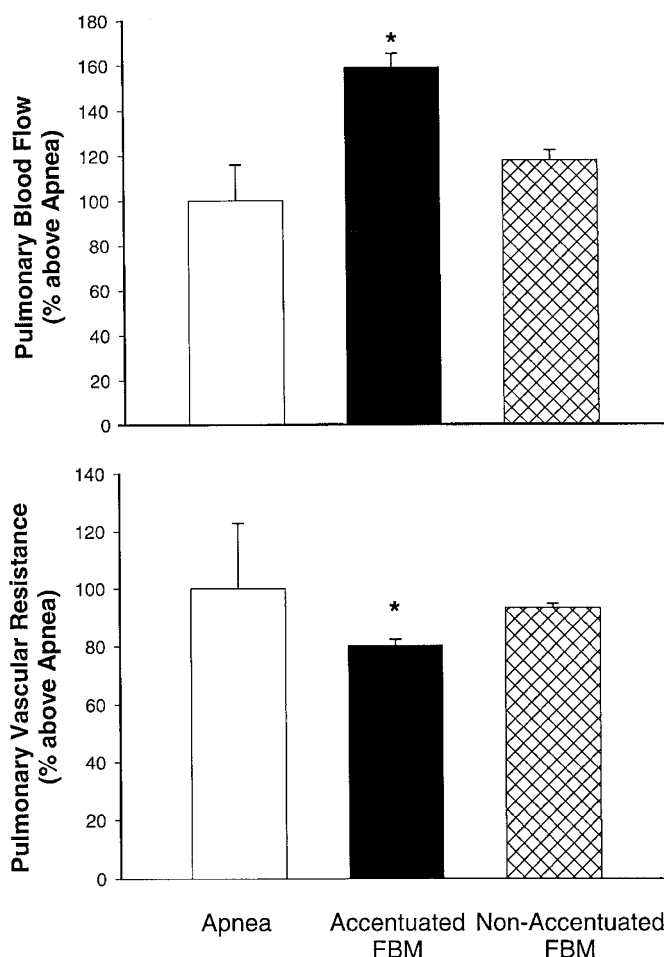 Pulmonary Blood Flow
(% above Apnea)
180
160
140
120
100
80
60
40
20
0
*
Pulmonary Vascular Resistance
(% above Apnea)
140
120
100
80
60
40
20
0
*
Apnea
Accentuated
FBM
Non-Accentuated
FBM